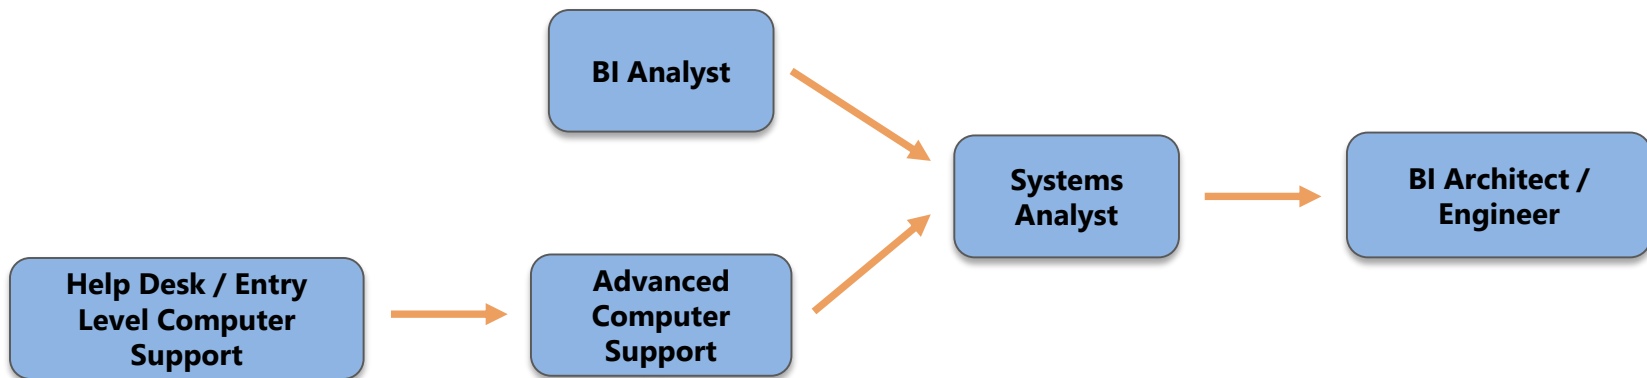 BI Analyst
Systems
Analyst
BI Architect /
Engineer
Help Desk / Entry
Level Computer
Support
Advanced
Computer
Support